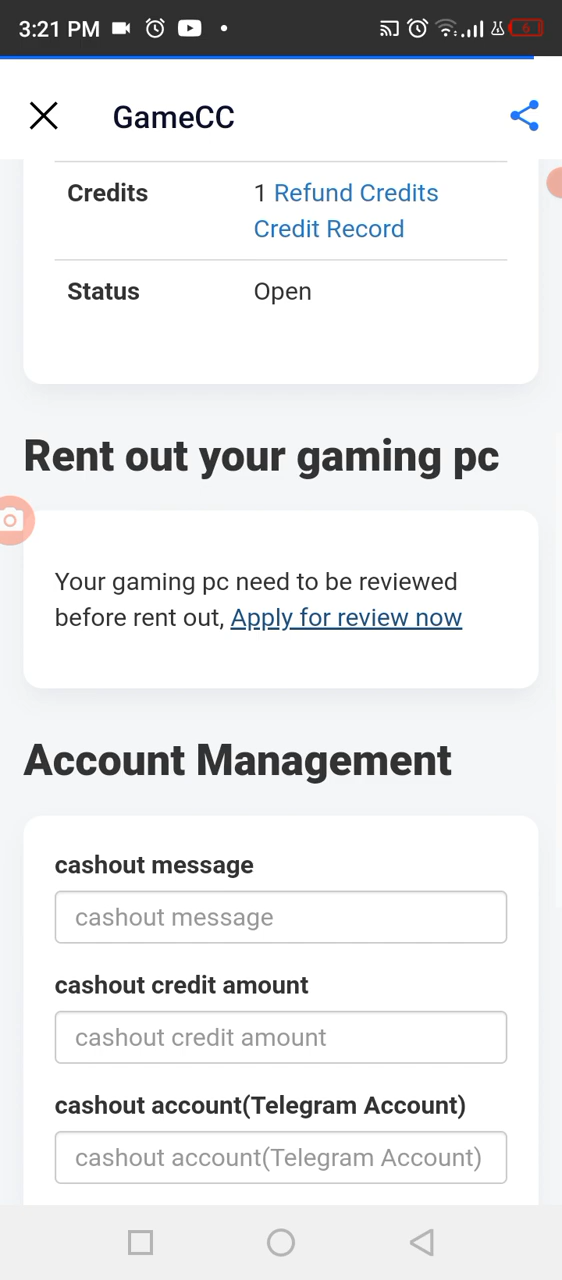 3:21 PM
6
GameCC
Credits
1 Refund Credits
Credit Record
Status
Open
Rent out your gaming pc
Your gaming pc need to be reviewed
before rent out, Apply for review now
Account Management
cashout message
cashout message
cashout credit amount
cashout credit amount
cashout account(Telegram Account)
cashout account(Telegram Account)